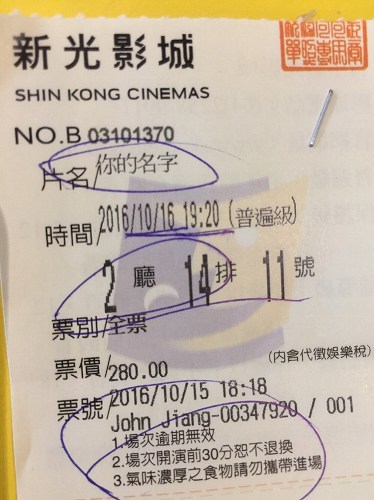 新光影城
SHIN KONG CINEMAS
NO.B 03101370
片名/你的名字
時間/2016/10/16 19:20 (普遍級)
2 廳 14 排 11 號
票別/全票
票價/280.00 (內含代徵娛樂稅)
票號/2016/10/15 18:18
John Jiang-00347920 / 001
1.場次逾期無效
2.場次開演前30分恕不退換
3.氣味濃厚之食物請勿攜帶進場